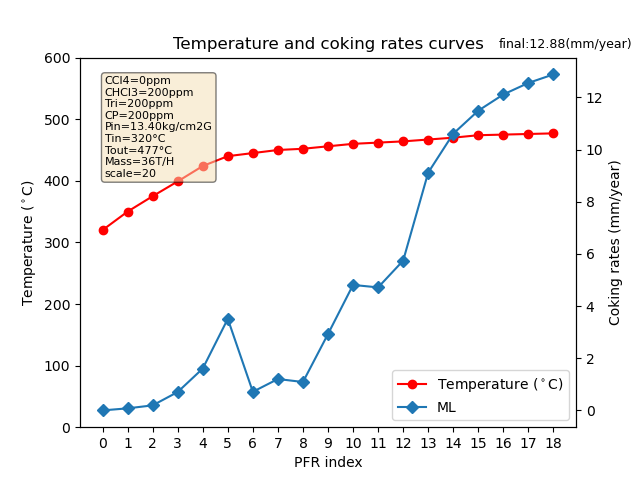 Temperature and coking rates curves
final:12.88(mm/year)
CCl4=0ppm
CHCl3=200ppm
Tri=200ppm
CP=200ppm
Pin=13.40kg/cm2G
Tin=320°C
Tout=477°C
Mass=36T/H
scale=20
600
500
400
300
200
100
0
Temperature (°C)
12
10
8
6
4
2
0
Coking rates (mm/year)
Temperature (°C)
ML
0 1 2 3 4 5 6 7 8 9 10 11 12 13 14 15 16 17 18
PFR index